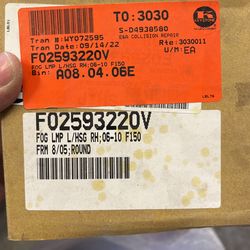 TO: 3030
Tran #:WY072595
S-D4938580
Tran Date:09/14/22
E&A COLLISION REPAIR
F02593220V
Rte:3030011
FOG LMP L/HSG RH;06-10 F150
U/M:EA
Bin: A08.04.06E
LBLT6
F02593220V
FOG LMP L/HSG RH;06-10 F150
FRM 8/05;ROUND